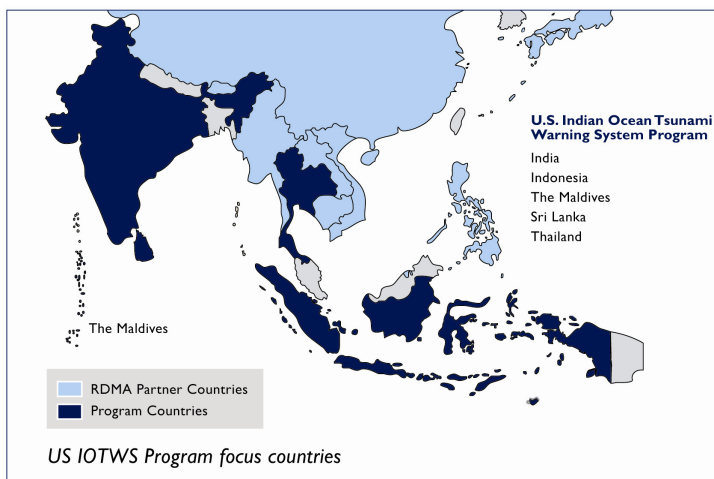 U.S. Indian Ocean Tsunami
Warning System Program
India
Indonesia
The Maldives
Sri Lanka
Thailand
The Maldives
RDMA Partner Countries
Program Countries
US IOTWS Program focus countries